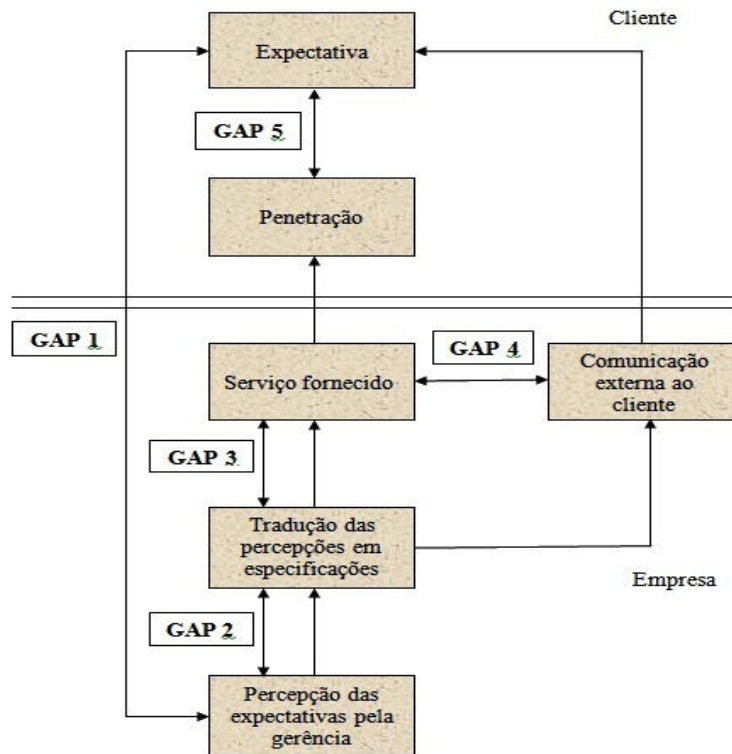 Cliente
Expectativa
GAP 5
Penetração
GAP 1
GAP 4
Serviço fornecido
Comunicação
externa ao
cliente
GAP 3
Tradução das
percepções em
especificações
Empresa
GAP 2
Percepção das
expectativas pela
gerência